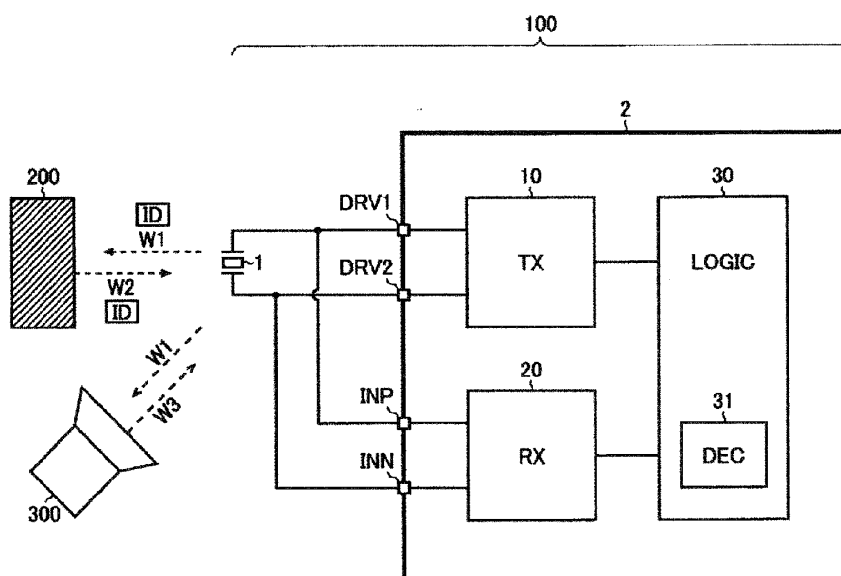 100
2
200
10
30
ID
W1
DRV1
1
W2
ID
DRV2
TX
LOGIC
W1
W3
INP
20
31
INN
RX
DEC
300